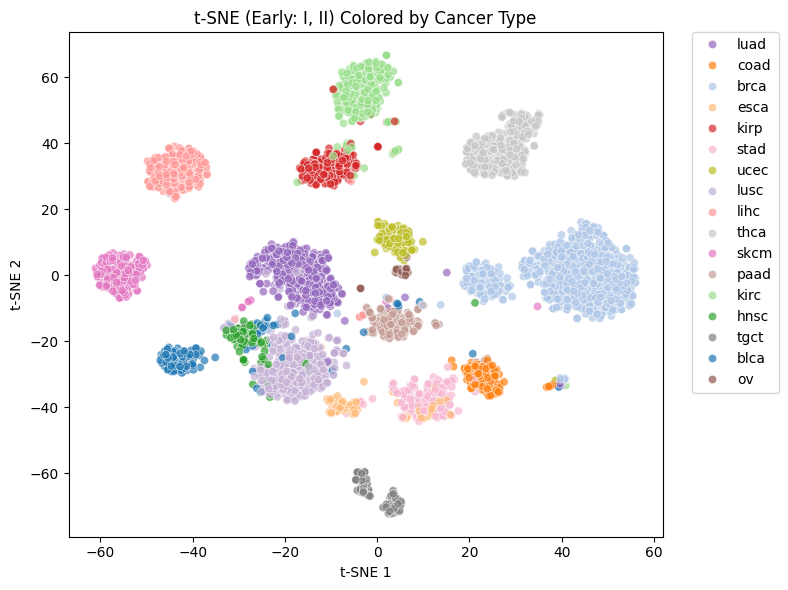 t-SNE (Early: I, II) Colored by Cancer Type
t-SNE 2
60
40
20
0
−20
−40
−60
−60
−40
−20
0
20
40
60
t-SNE 1
luad
coad
brca
esca
kirp
stad
ucec
lusc
lihc
thca
skcm
paad
kirc
hnsc
tgct
blca
ov